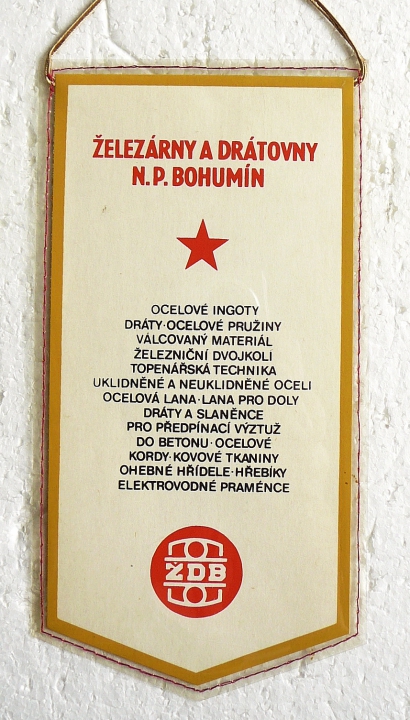 ŽELEZÁRNY A DRÁTOVNY
N.P. BOHUMÍN
OCELOVÉ INGOTY
DRÁTY·OCELOVÉ PRUŽINY
VÁLCOVANÝ MATERIÁL
ŽELEZNIČNÍ DVOJKOLI
TOPENÁŘSKÁ TECHNIKA
UKLIDNĚNÉ A NEUKLIDNĚNÉ OCELI
OCELOVÁ LANA·LANA PRO DOLY
DRÁTY A SLANĚNCE
PRO PŘEDPÍNACÍ VÝZTUŽ
DO BETONU·OCELOVÉ
KORDY·KOVOVÉ TKANINY
OHEBNÉ HŘÍDELE·HŘEBÍKY
ELEKTROVODNÉ PRAMÉNCE
ŽDB